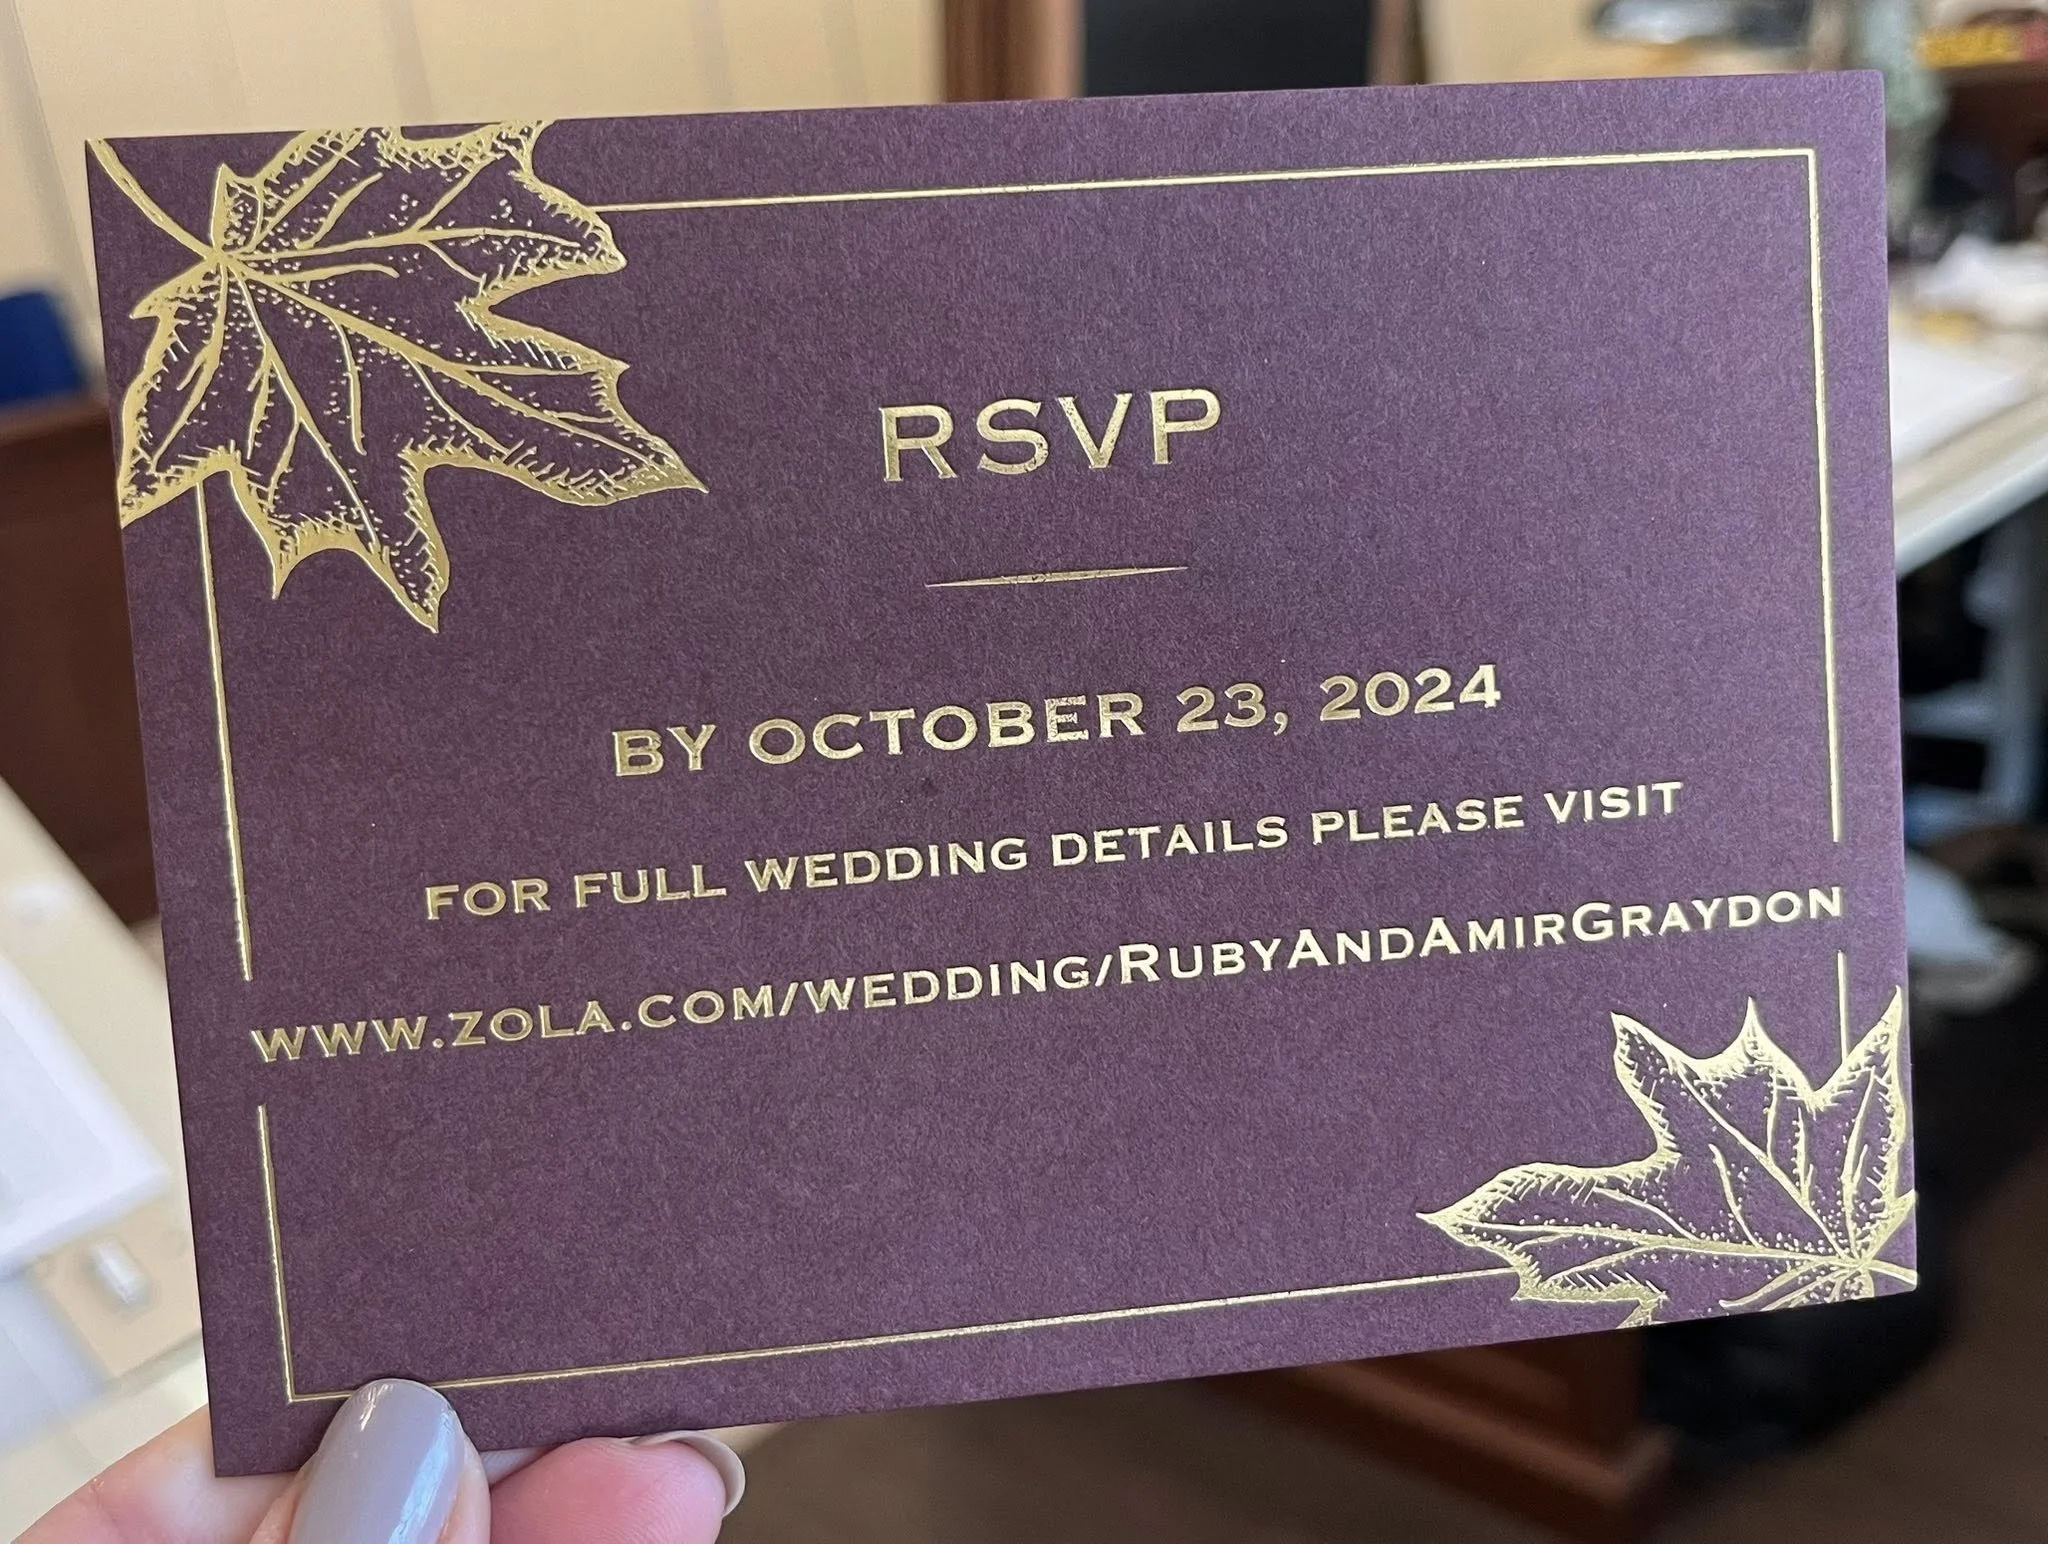 RSVP
BY OCTOBER 23, 2024
FOR FULL WEDDING DETAILS PLEASE VISIT
WWW.ZOLA.COM/WEDDING/RUBYANDAMIRGRAYDON